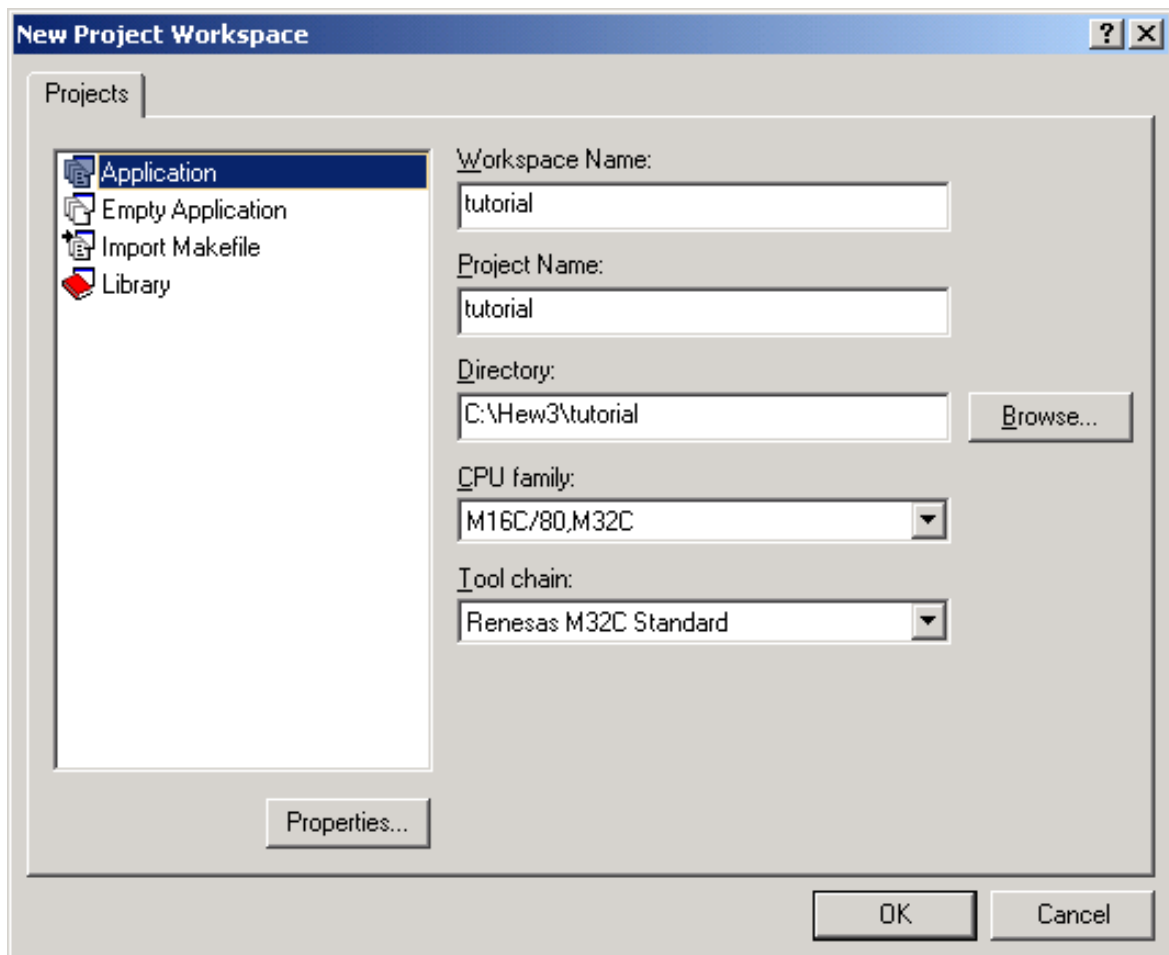 New Project Workspace
Projects
Application
Empty Application
Import Makefile
Library
Properties...
Workspace Name:
tutorial
Project Name:
tutorial
Directory:
C:\Hew3\tutorial
Browse...
CPU family:
M16C/80,M32C
Tool chain:
Renesas M32C Standard
OK
Cancel